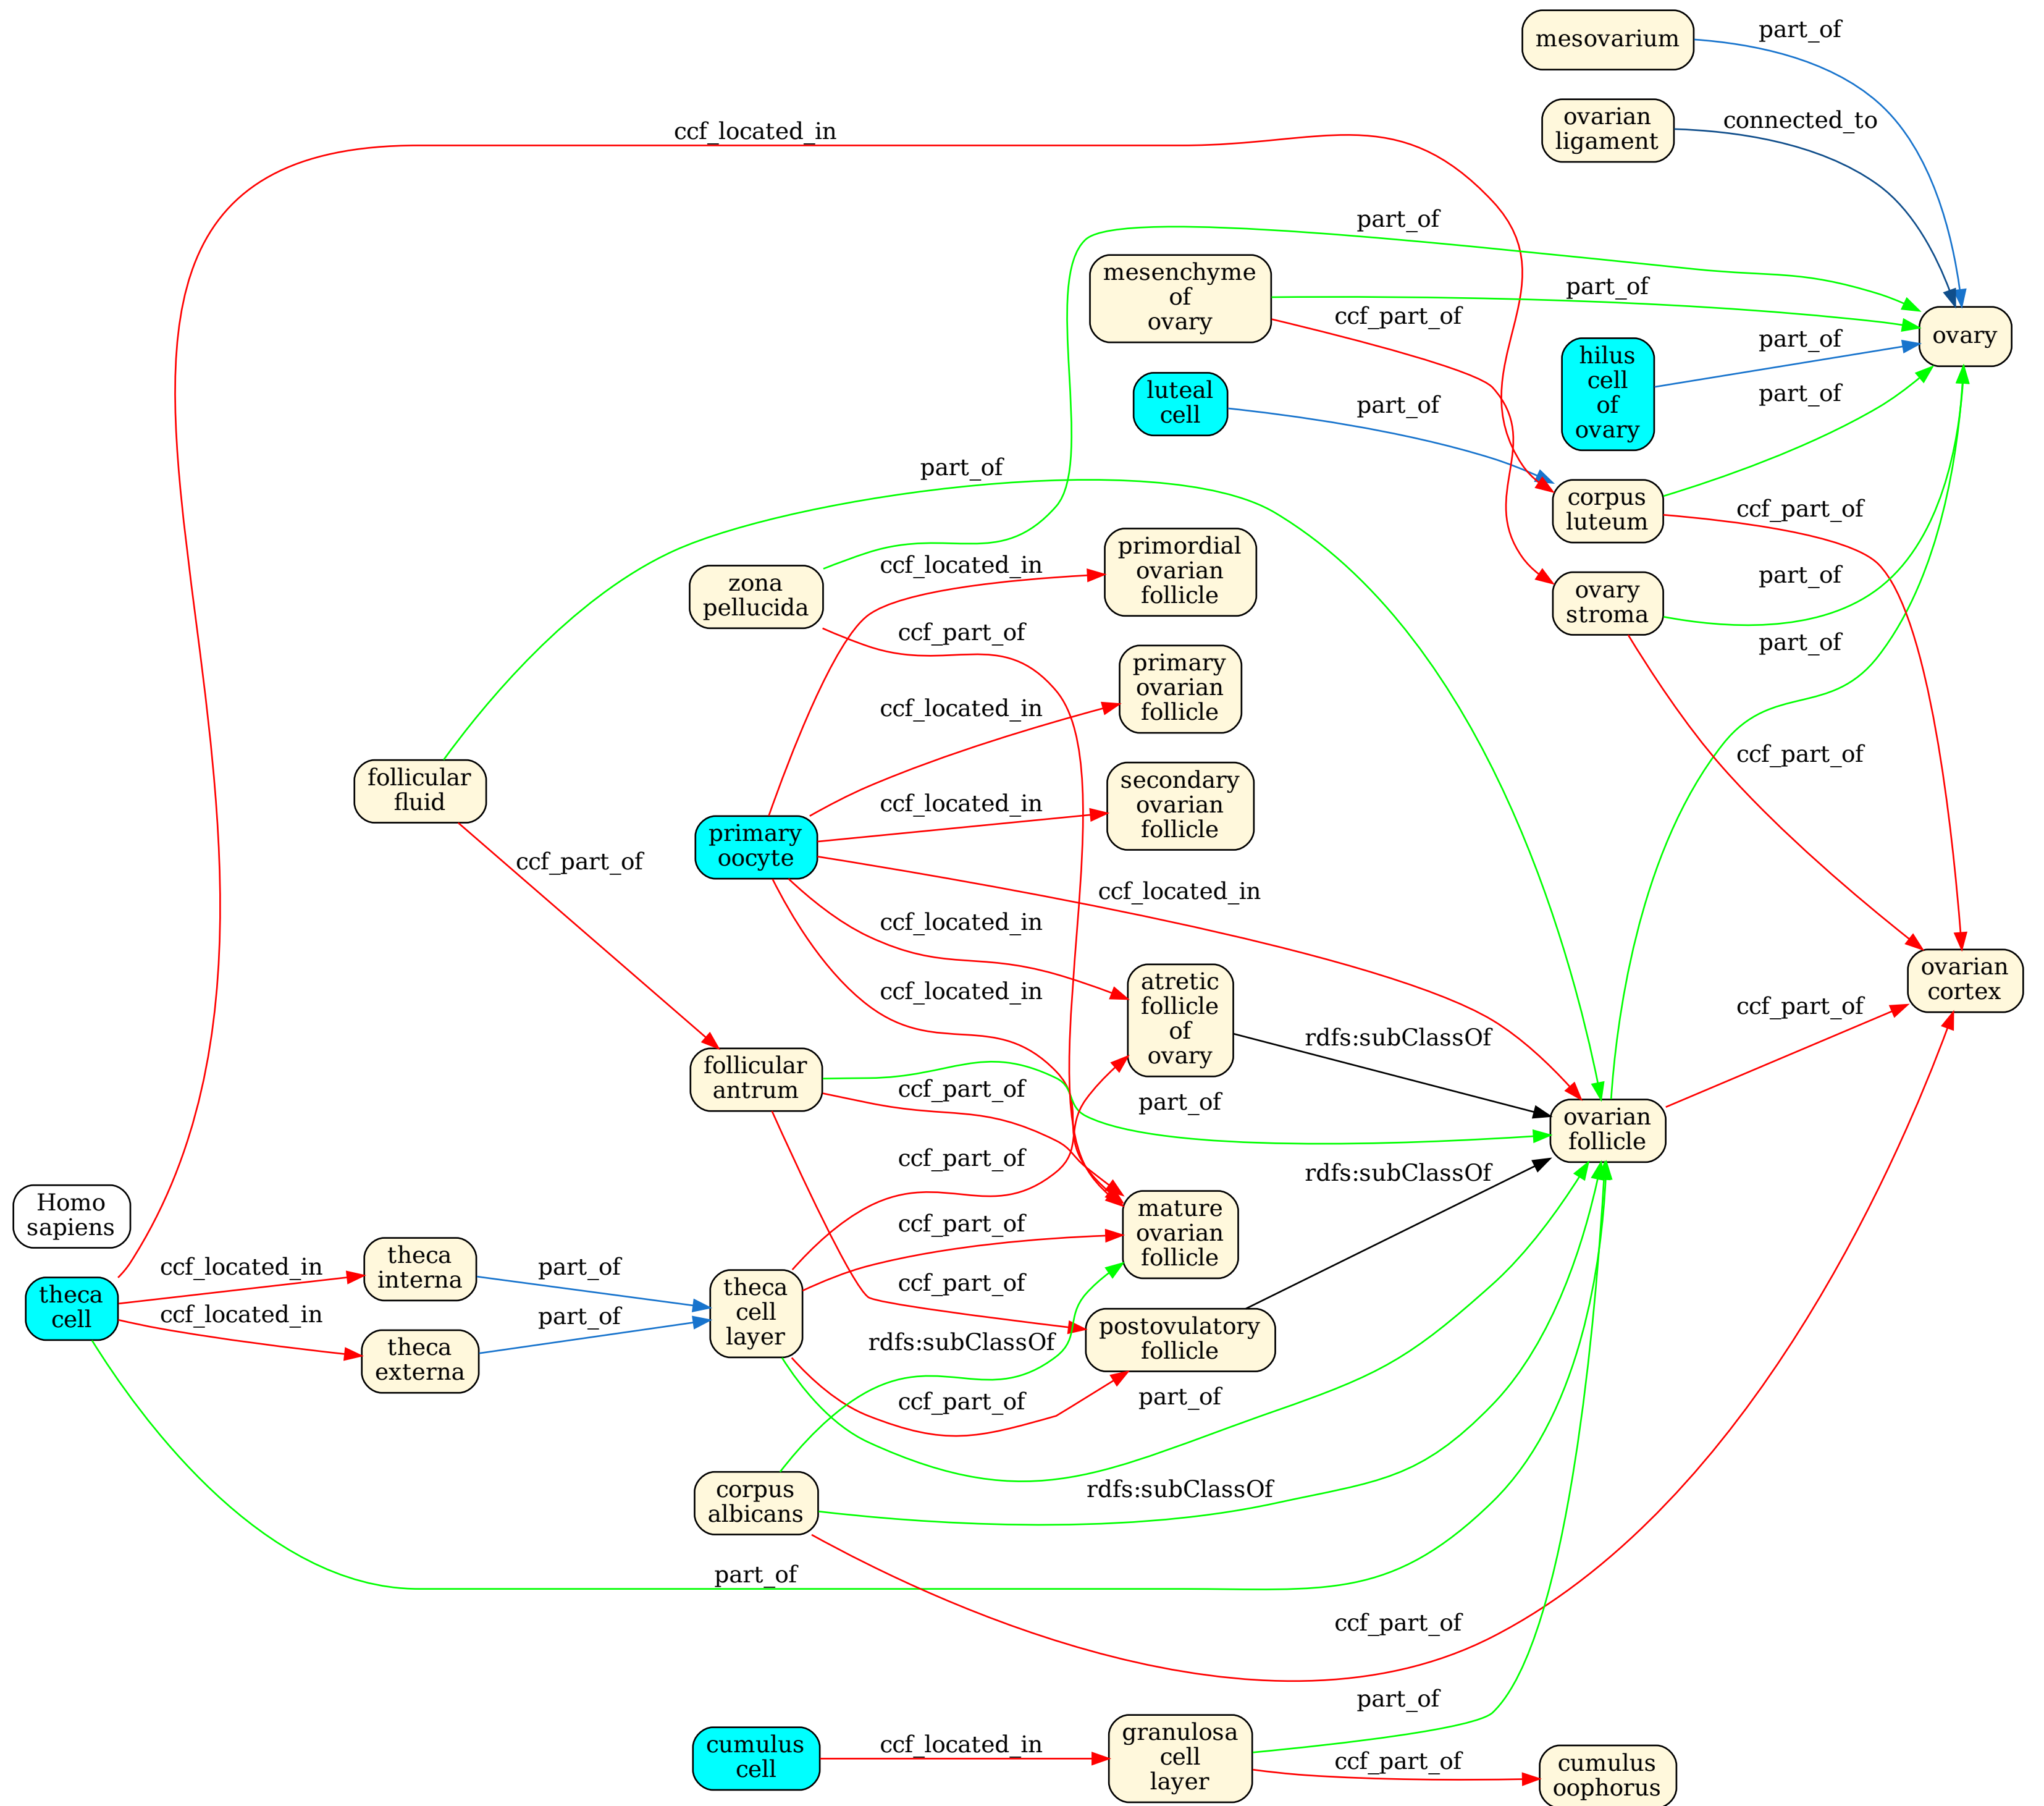 mesovarium
part_of
ovarian
ligament
connected_to
ccf_located_in
part_of
mesenchyme
of
ovary
part_of
ccf_part_of
ovary
hilus
cell
of
ovary
part_of
luteal
cell
part_of
part_of
corpus
luteum
ccf_part_of
part_of
zona
pellucida
ccf_located_in
primordial
ovarian
follicle
ovary
stroma
part_of
ccf_part_of
part_of
primary
ovarian
follicle
ccf_located_in
ccf_part_of
follicular
fluid
secondary
ovarian
follicle
ccf_located_in
primary
oocyte
ccf_part_of
ccf_located_in
ccf_located_in
ccf_located_in
atretic
follicle
of
ovary
ovarian
cortex
ccf_part_of
rdfs:subClassOf
follicular
antrum
ccf_part_of
part_of
ovarian
follicle
ccf_part_of
rdfs:subClassOf
Homo
sapiens
mature
ovarian
follicle
ccf_part_of
theca
interna
ccf_located_in
part_of
theca
cell
ccf_located_in
theca
externa
part_of
theca
cell
layer
ccf_part_of
postovulatory
follicle
rdfs:subClassOf
ccf_part_of
part_of
corpus
albicans
rdfs:subClassOf
part_of
ccf_part_of
part_of
cumulus
cell
ccf_located_in
granulosa
cell
layer
ccf_part_of
cumulus
oophorus